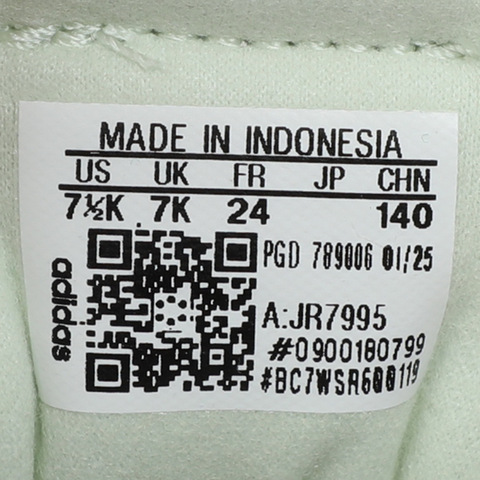 MADE IN INDONESIA
US UK FR JP CHN
7½K 7K 24 140
adidas
PGD 789006 01/25
A:JR7995
#0900180799
#BC7WSR600119